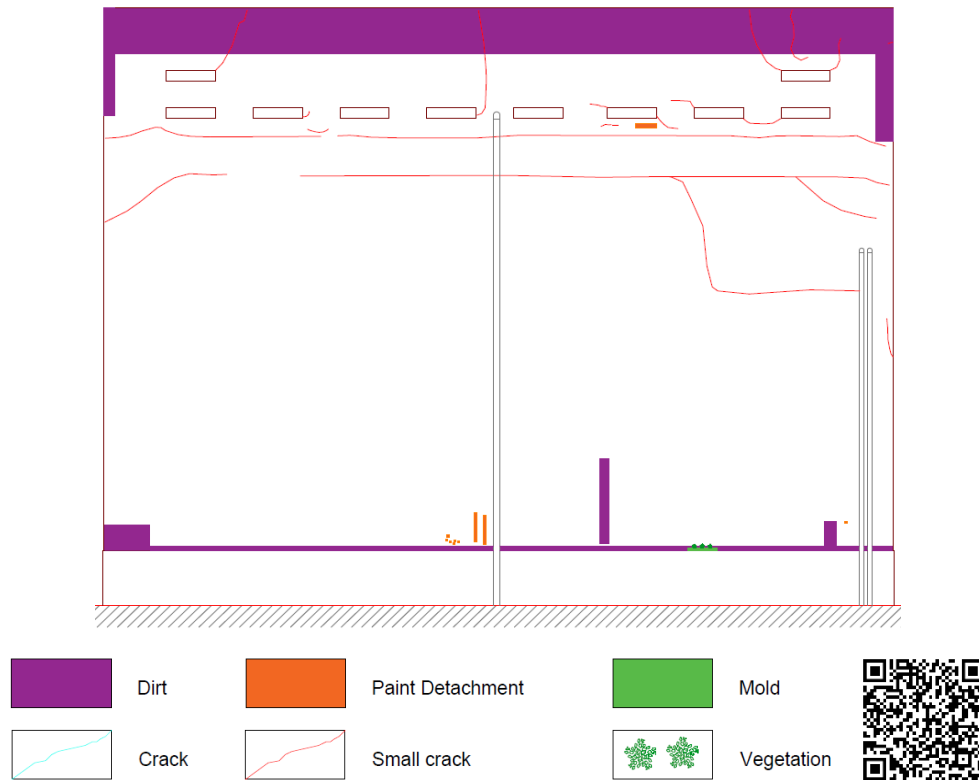 Dirt
Paint Detachment
Mold
Crack
Small crack
Vegetation